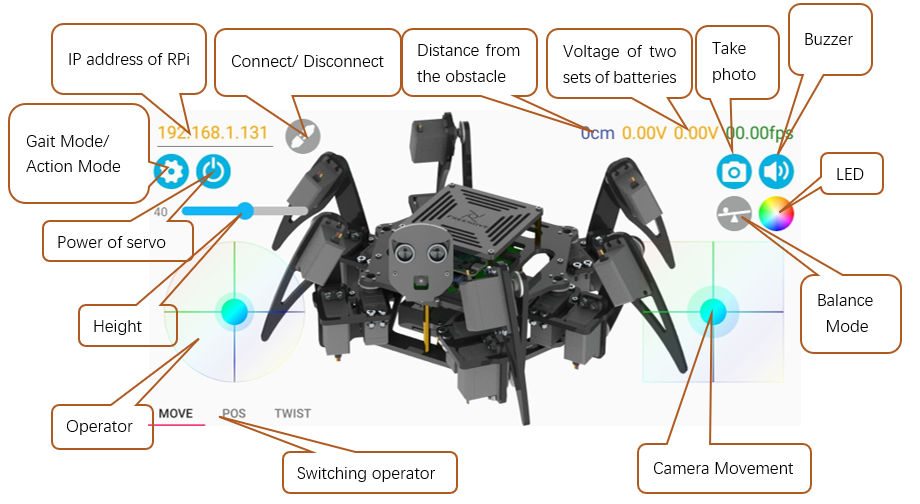 IP address of RPi
Connect/ Disconnect
Distance from
the obstacle
Voltage of two
sets of batteries
Take
photo
Buzzer
Gait Mode/
Action Mode
192.168.1.131
0cm 0.00V 0.00V 00.00fps
LED
40
Power of servo
Height
Balance
Mode
Operator
MOVE POS TWIST
Switching operator
Camera Movement